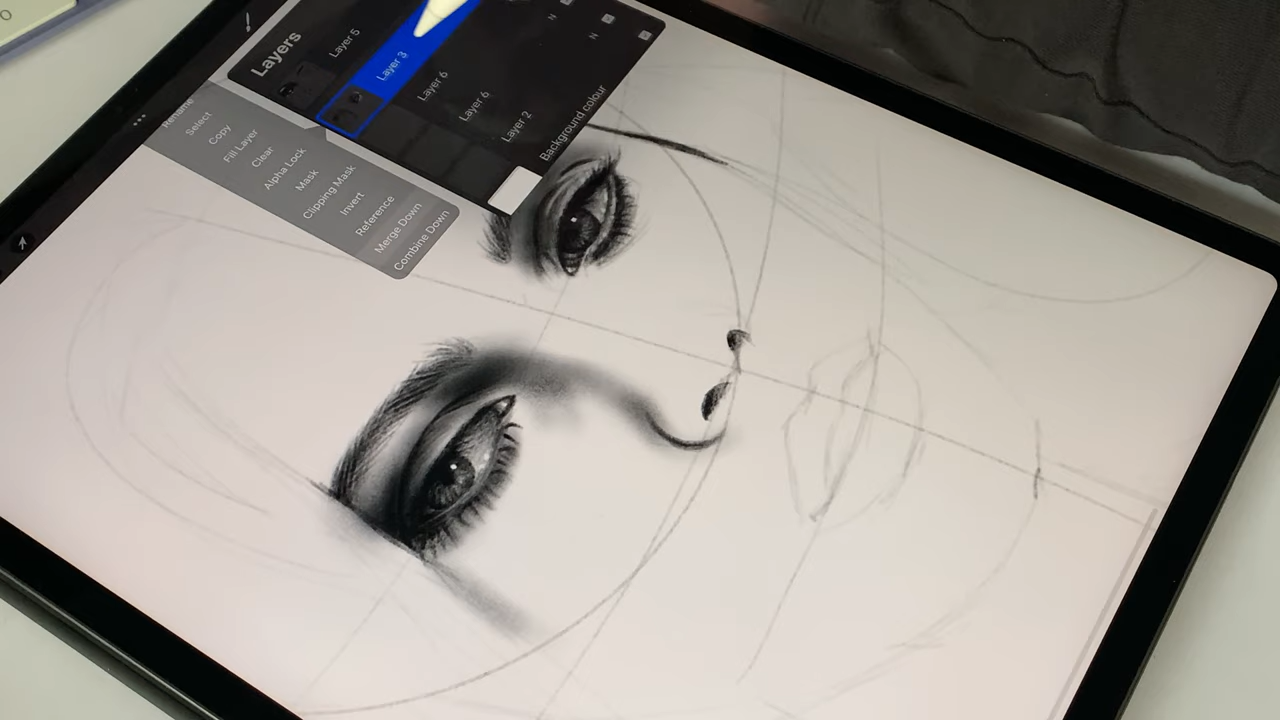 Layers
Layer 5
Layer 3
Layer 6
Layer 6
Layer 2
Background colour
N
N
Rename
Select
Copy
Fill Layer
Clear
Alpha Lock
Mask
Clipping Mask
Invert
Reference
Merge Down
Combine Down